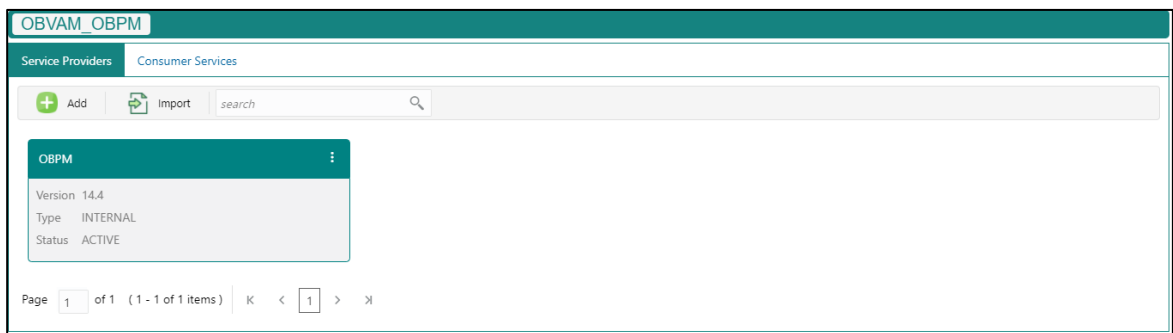 OBVAM_OBPM
Service Providers Consumer Services
Add Import search
OBPM
Version 14.4
Type INTERNAL
Status ACTIVE
Page 1 of 1 (1 - 1 of 1 items) 1